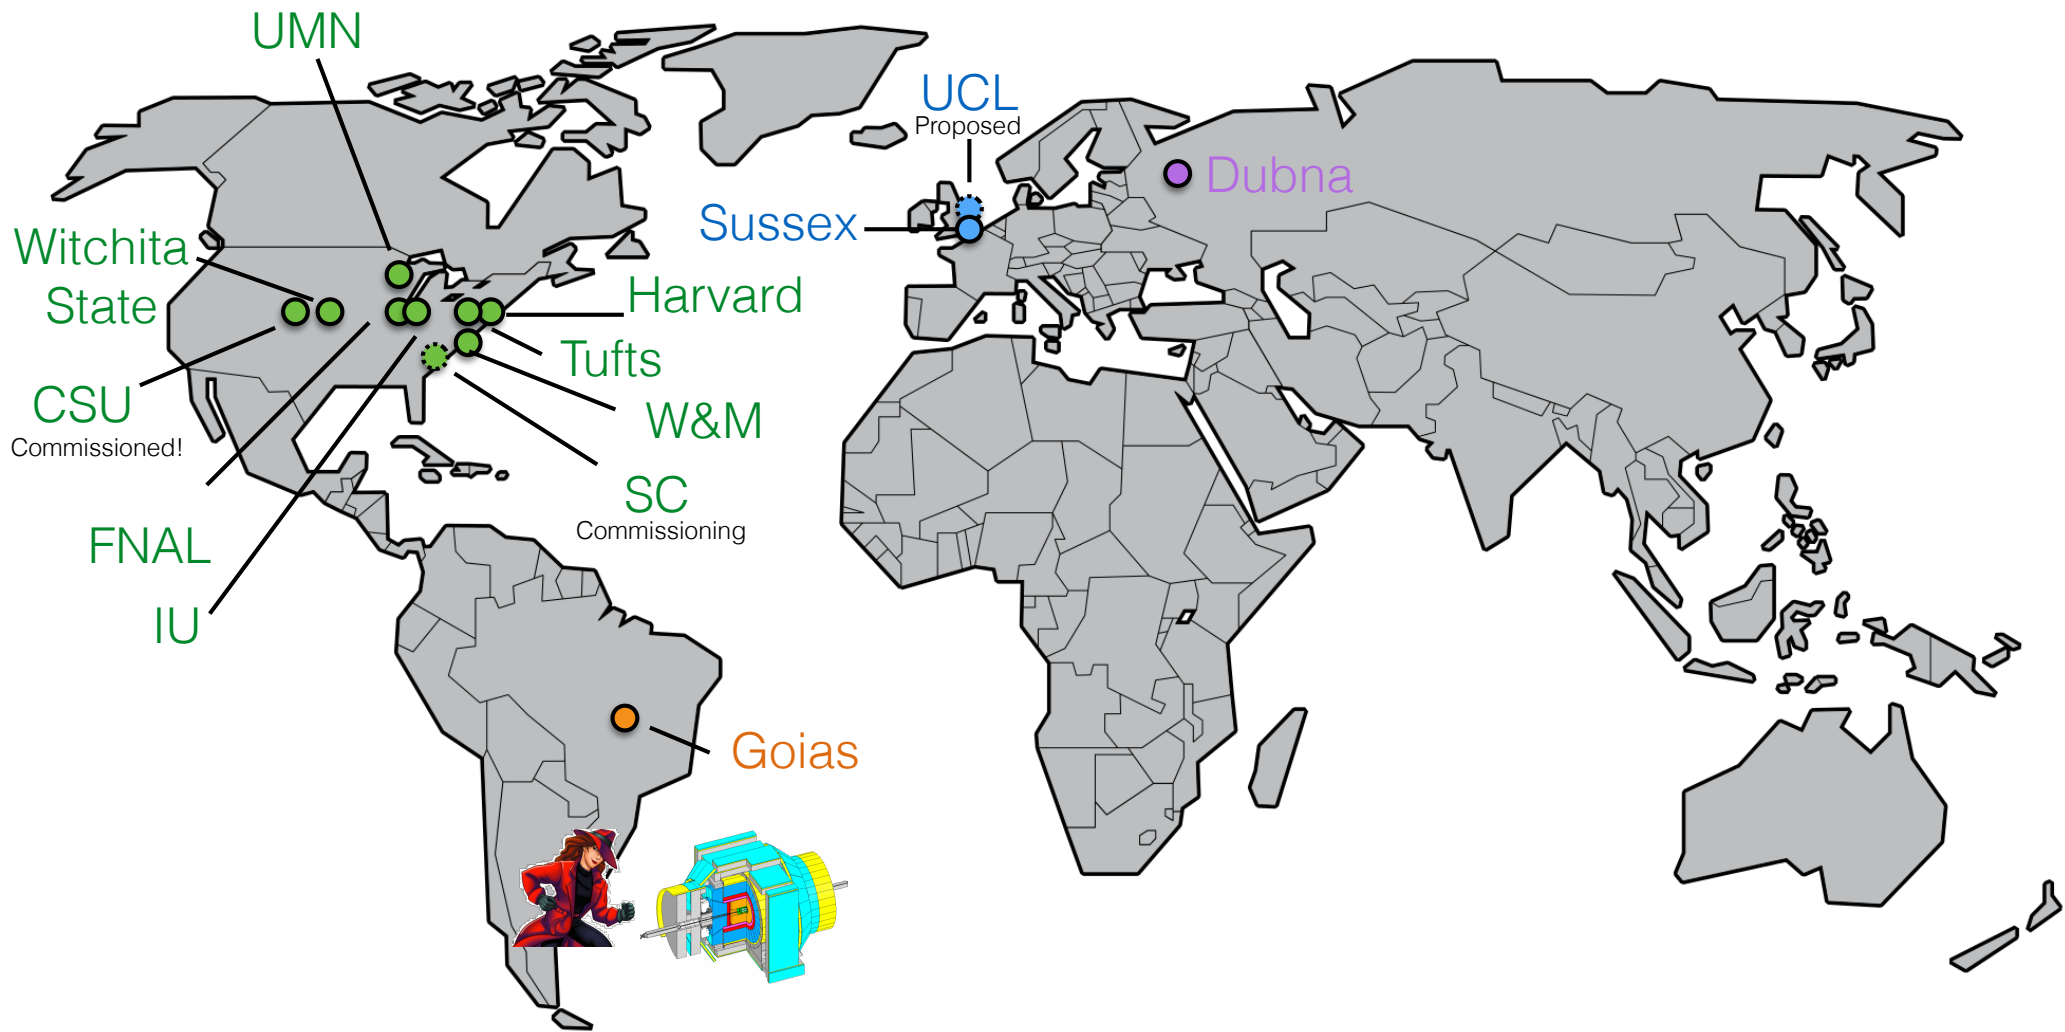 UMN
UCL
Proposed
Dubna
Sussex
Witchita
State
Harvard
Tufts
CSU
Commissioned!
W&M
SC
Commissioning
FNAL
IU
Goias